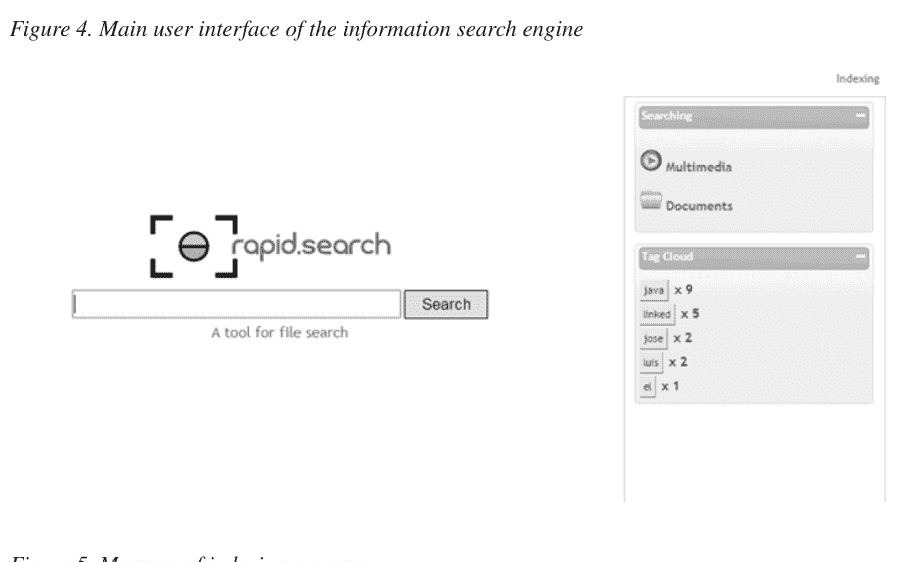 Figure 4. Main user interface of the information search engine
Indexing
Searching
Multimedia
Documents
rapid.search
Search
A tool for file search
Tag Cloud
java x 9
linked x 5
jose x 2
luis x 2
el x 1